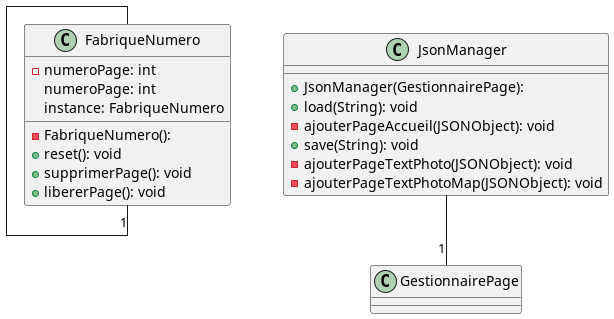 C FabriqueNumero
numeroPage: int
numeroPage: int
instance: FabriqueNumero
FabriqueNumero():
reset(): void
supprimerPage(): void
libererPage(): void
1
C JsonManager
JsonManager(GestionnairePage):
load(String): void
ajouterPageAccueil(JSONObject): void
save(String): void
ajouterPageTextPhoto(JSONObject): void
ajouterPageTextPhotoMap(JSONObject): void
1
C GestionnairePage